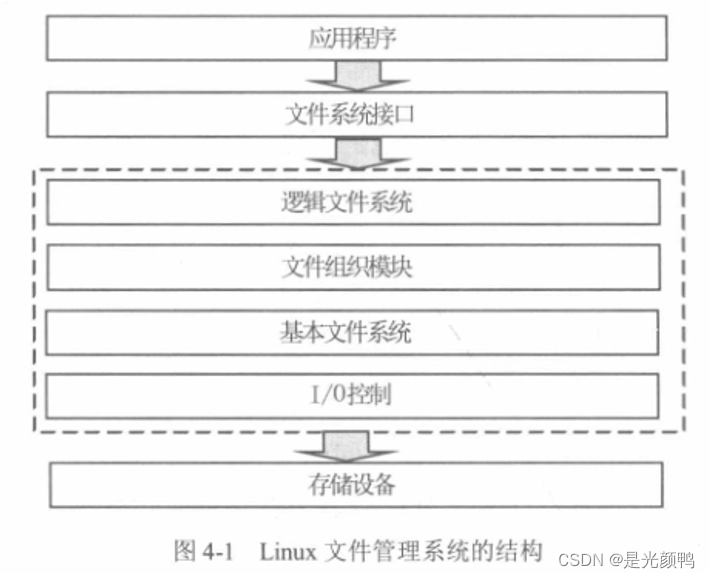 应用程序
文件系统接口
逻辑文件系统
文件组织模块
基本文件系统
I/O控制
存储设备
图 4-1 Linux 文件管理系统的结构
CSDN @是光颜鸭